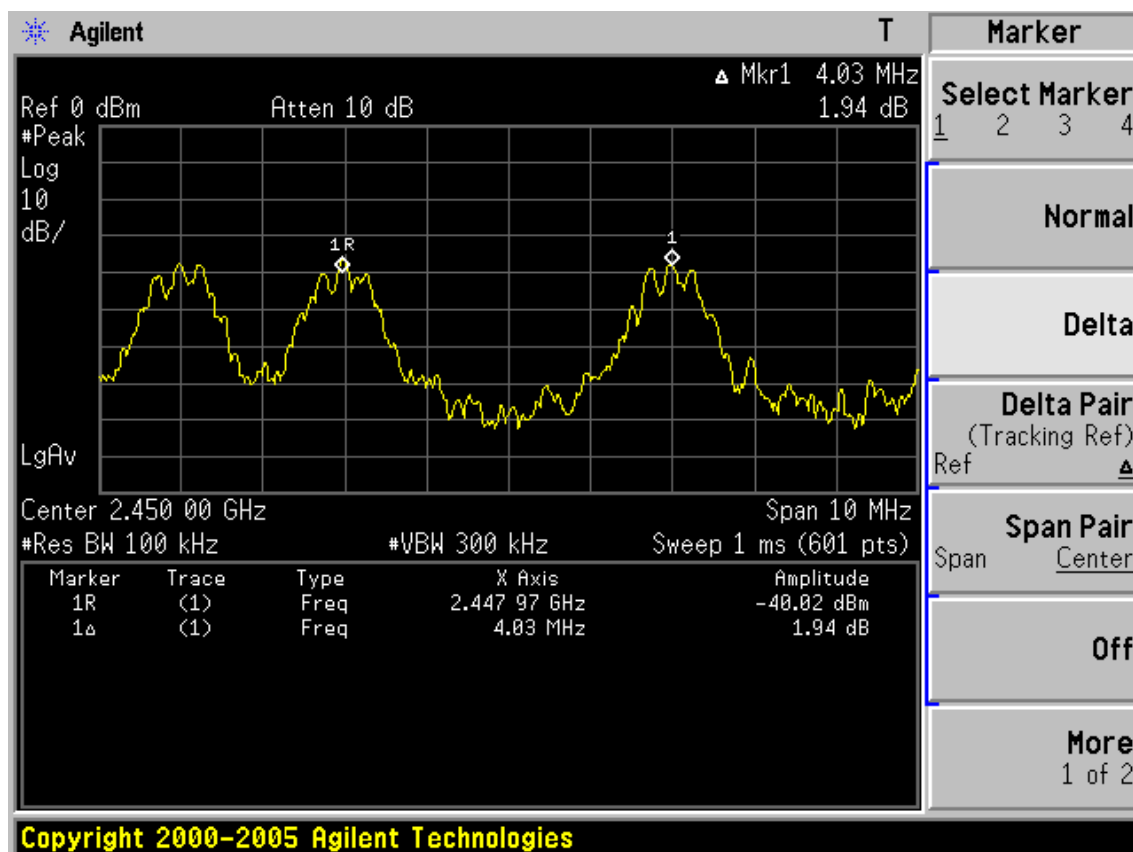 Agilent T
Δ Mkr1 4.03 MHz
Ref 0 dBm Atten 10 dB 1.94 dB
#Peak
Log
10
dB/
1R 1
LgAv
Center 2.450 00 GHz Span 10 MHz
#Res BW 100 kHz #VBW 300 kHz Sweep 1 ms (601 pts)
Marker Trace Type X Axis Amplitude
1R (1) Freq 2.447 97 GHz -40.02 dBm
1Δ (1) Freq 4.03 MHz 1.94 dB
Copyright 2000-2005 Agilent Technologies
Marker
Select Marker
1 2 3 4
Normal
Delta
Delta Pair
(Tracking Ref)
Ref Δ
Span Pair
Span Center
Off
More
1 of 2